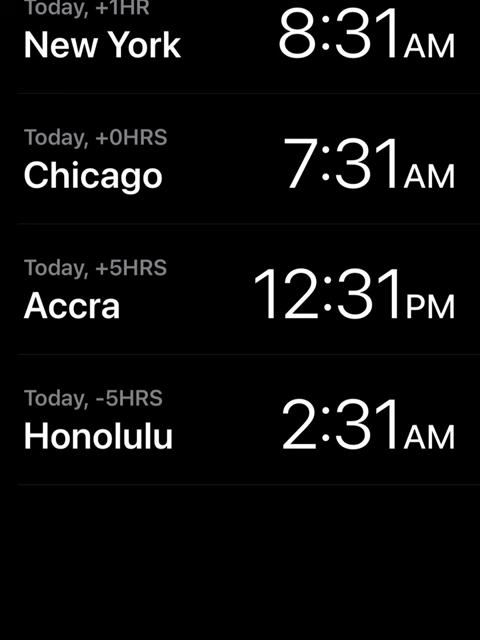 Today, +1HR
New York 8:31AM
Today, +0HRS
Chicago 7:31AM
Today, +5HRS
Accra 12:31PM
Today, -5HRS
Honolulu 2:31AM